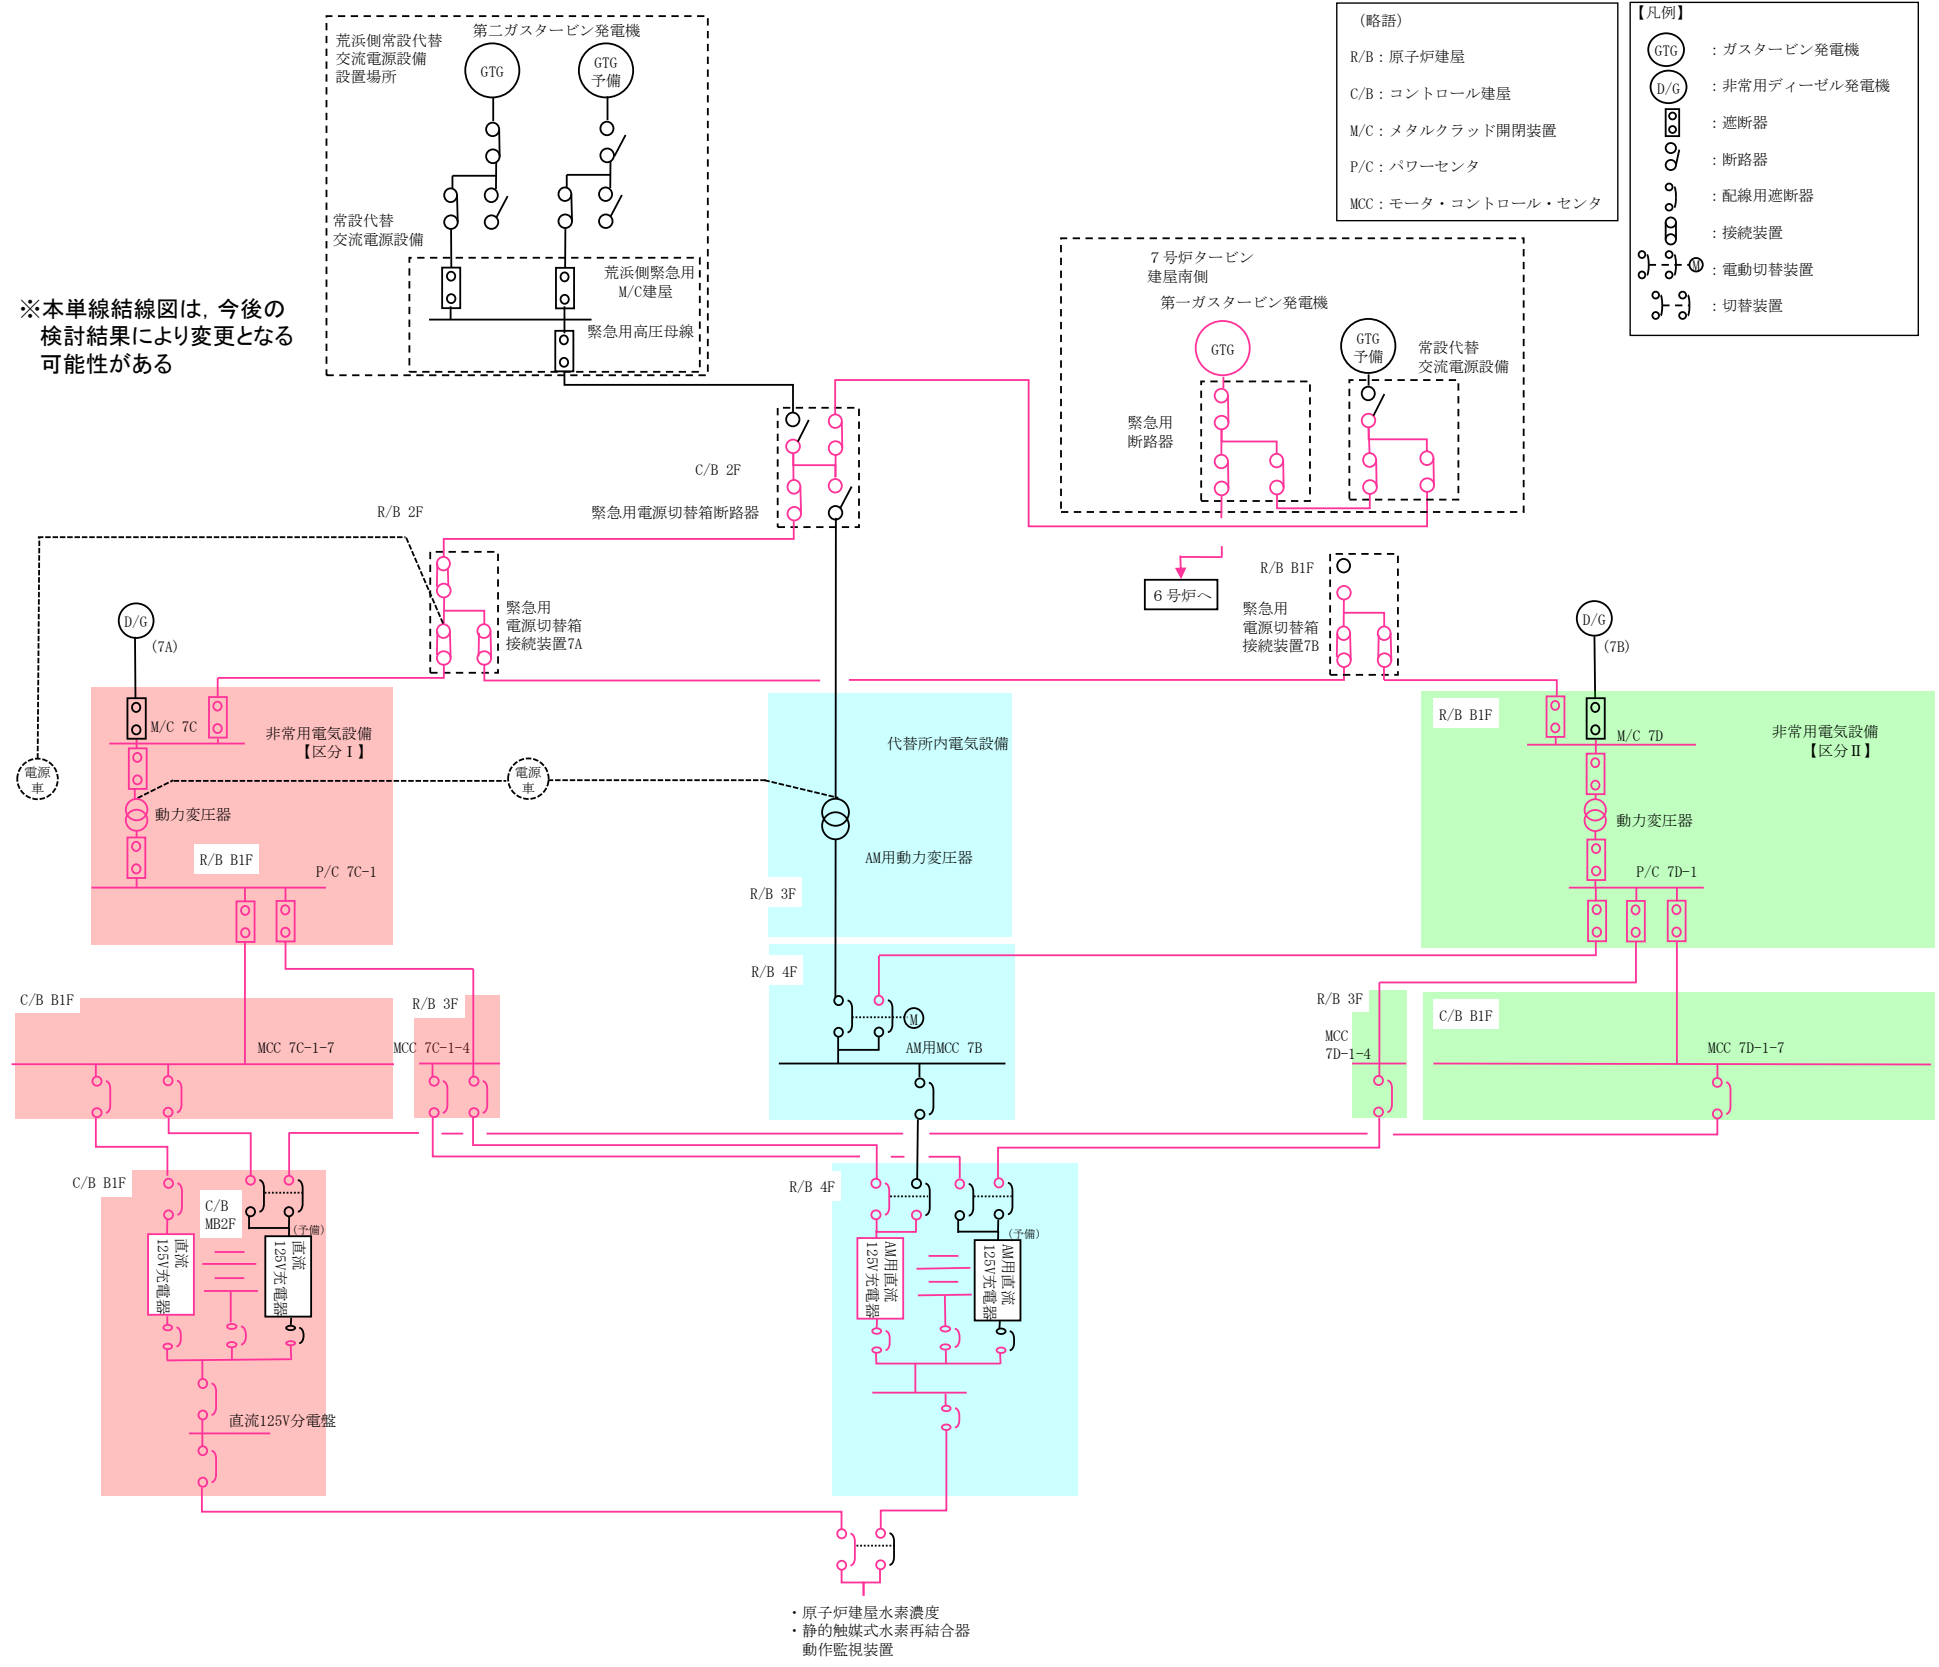 荒浜側常設代替
交流電源設備
設置場所
第二ガスタービン発電機
GTG
GTG
予備
常設代替
交流電源設備
荒浜側緊急用
M/C建屋
緊急用高圧母線
※本単線結線図は，今後の
検討結果により変更となる
可能性がある
（略語）
R/B：原子炉建屋
C/B：コントロール建屋
M/C：メタルクラッド開閉装置
P/C：パワーセンタ
MCC：モータ・コントロール・センタ
【凡例】
GTG ：ガスタービン発電機
D/G ：非常用ディーゼル発電機
：遮断器
：断路器
：配線用遮断器
：接続装置
M ：電動切替装置
：切替装置
７号炉タービン
建屋南側
第一ガスタービン発電機
GTG
GTG
予備
常設代替
交流電源設備
緊急用
断路器
C/B 2F
緊急用電源切替箱断路器
R/B 2F
緊急用
電源切替箱
接続装置7A
６号炉へ
R/B B1F
緊急用
電源切替箱
接続装置7B
D/G
(7A)
D/G
(7B)
M/C 7C
非常用電気設備
【区分Ⅰ】
電源
車
電源
車
動力変圧器
R/B B1F
P/C 7C-1
代替所内電気設備
AM用動力変圧器
R/B 3F
R/B B1F
M/C 7D
非常用電気設備
【区分Ⅱ】
動力変圧器
P/C 7D-1
R/B 4F
M
AM用MCC 7B
C/B B1F
MCC 7C-1-7
R/B 3F
MCC 7C-1-4
R/B 3F
MCC
7D-1-4
C/B B1F
MCC 7D-1-7
C/B B1F
C/B
MB2F
(予備)
直流
125V充電器
直流
125V充電器
直流125V分電盤
R/B 4F
(予備)
AM用直流
125V充電器
AM用直流
125V充電器
・原子炉建屋水素濃度
・静的触媒式水素再結合器
動作監視装置